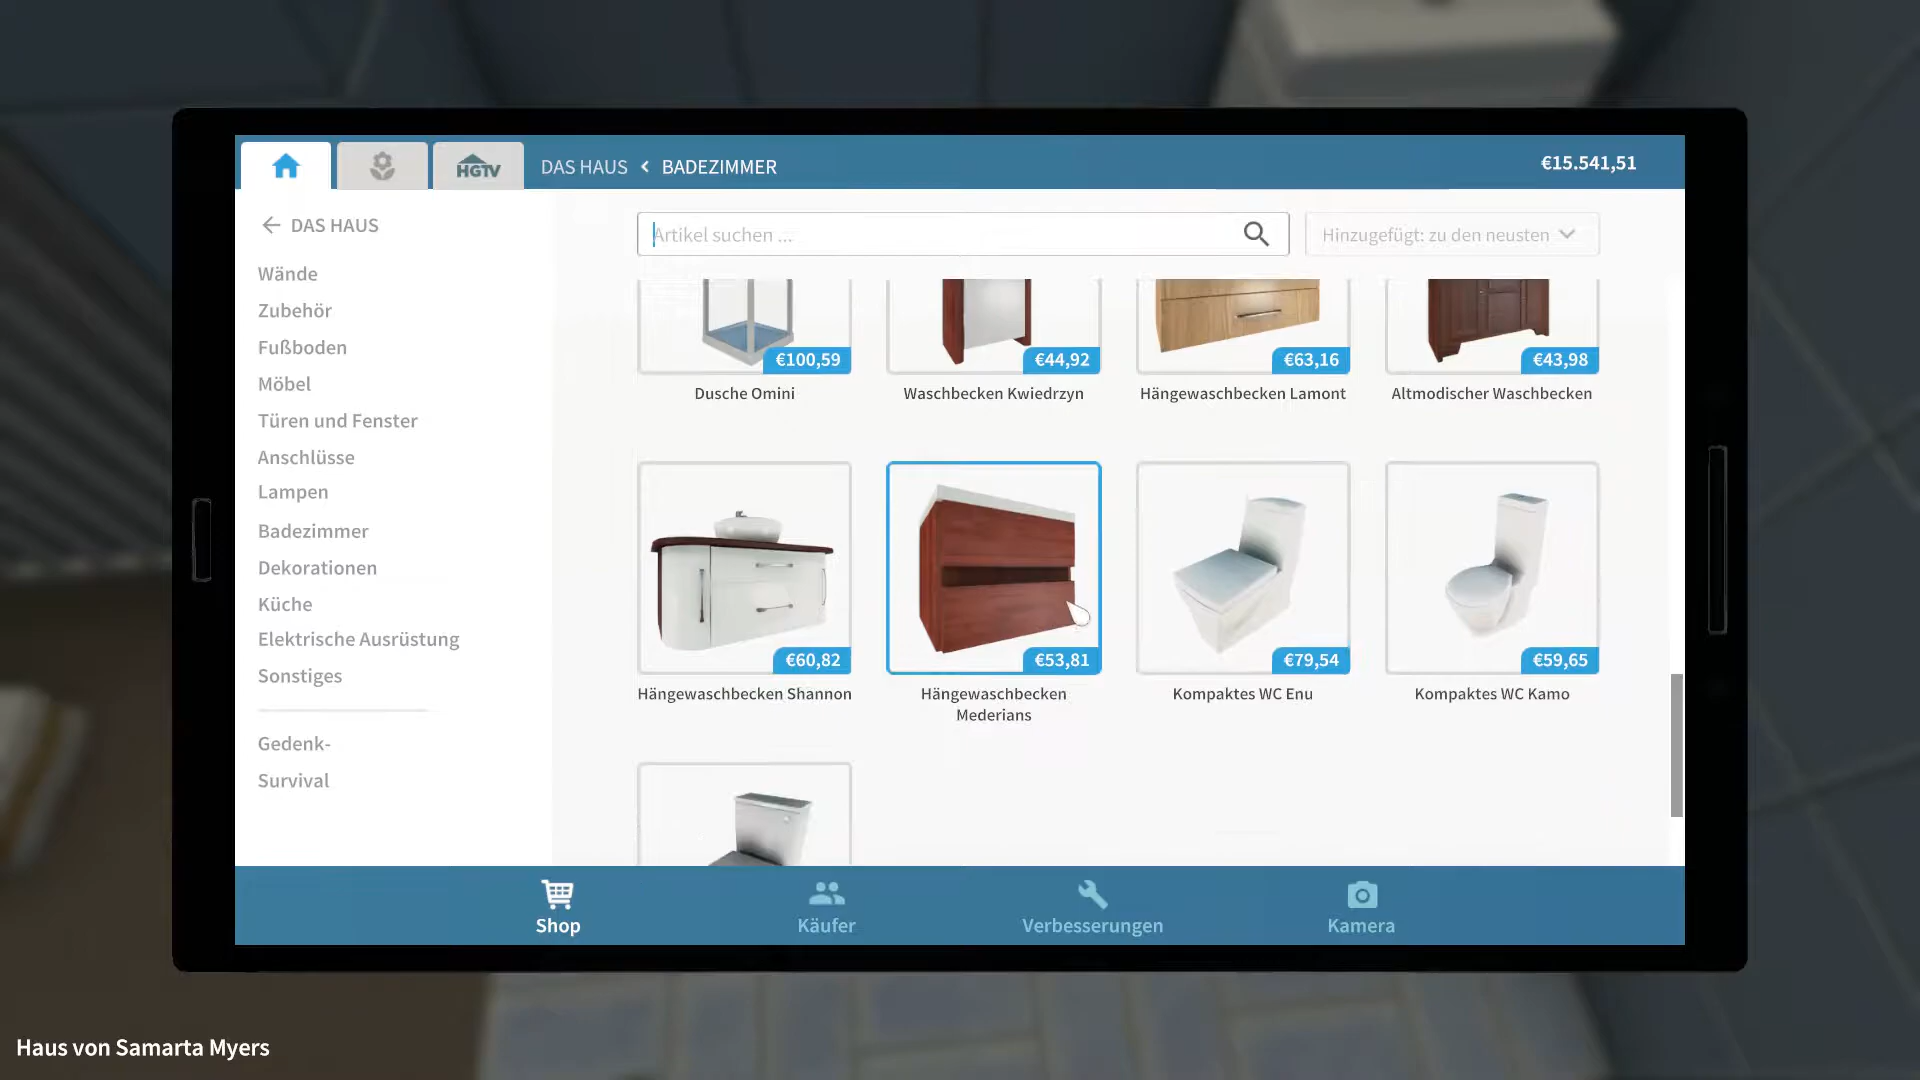 HGTV
DAS HAUS < BADEZIMMER
€15.541,51
← DAS HAUS
Wände
Zubehör
Fußboden
Möbel
Türen und Fenster
Anschlüsse
Lampen
Badezimmer
Dekorationen
Küche
Elektrische Ausrüstung
Sonstiges
Gedenk-
Survival
Artikel suchen ...
Hinzugefügt: zu den neusten
€100,59
€44,92
€63,16
€43,98
Dusche Omini
Waschbecken Kwiedrzyn
Hängewaschbecken Lamont
Altmodischer Waschbecken
€60,82
€53,81
€79,54
€59,65
Hängewaschbecken Shannon
Hängewaschbecken
Mederians
Kompaktes WC Enu
Kompaktes WC Kamo
Shop
Käufer
Verbesserungen
Kamera
Haus von Samarta Myers